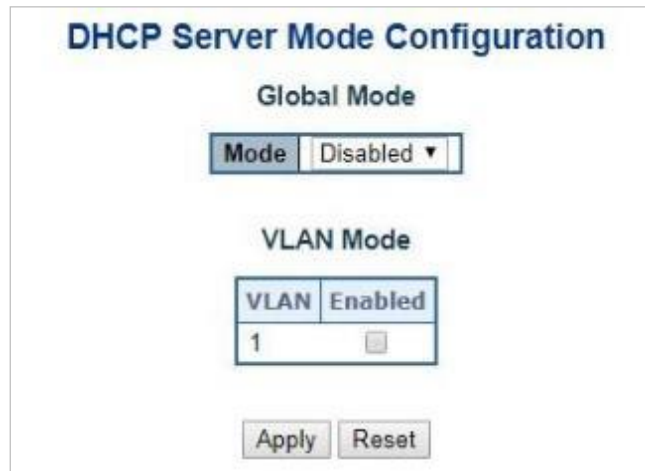 DHCP Server Mode Configuration
Global Mode
Mode Disabled
VLAN Mode
VLAN Enabled
1
Apply Reset